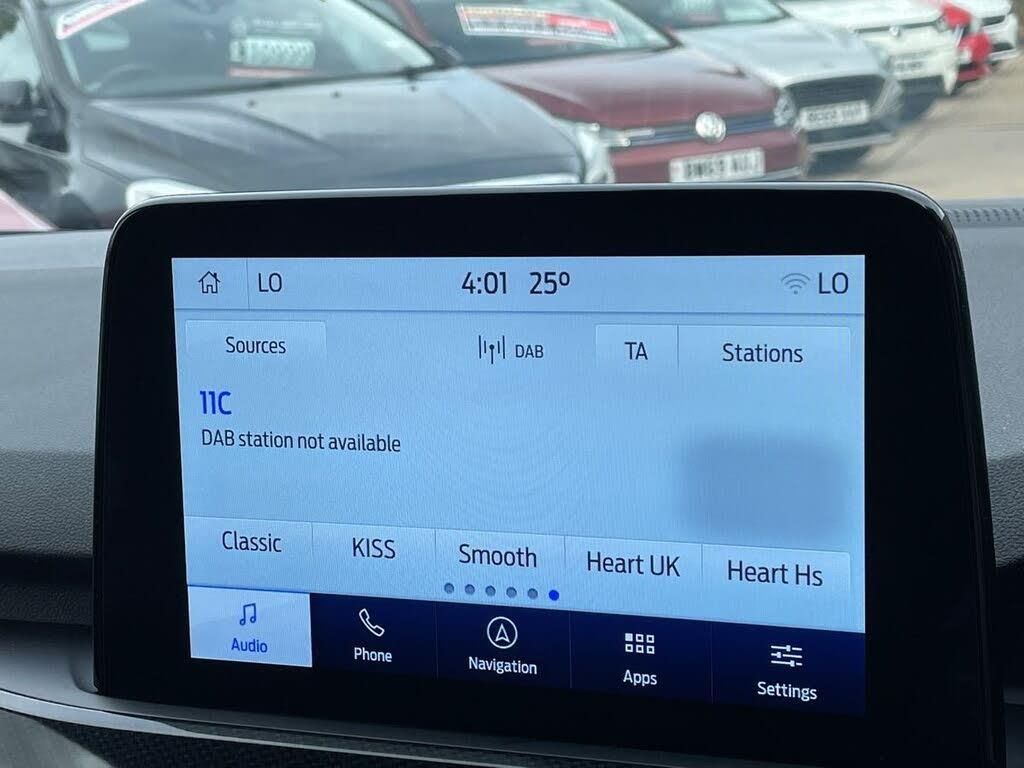 LO
4:01 25°
LO
Sources
DAB
TA
Stations
11C
DAB station not available
Classic
KISS
Smooth
Heart UK
Heart Hs
Audio
Phone
Navigation
Apps
Settings